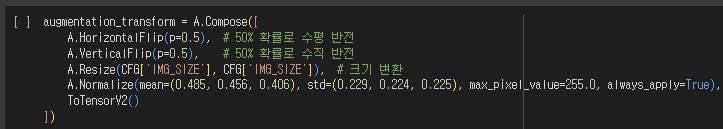 [ ] augmentation_transform = A.Compose([
A.HorizontalFlip(p=0.5), # 50% 확률로 수평 반전
A.VerticalFlip(p=0.5), # 50% 확률로 수직 반전
A.Resize(CFG['IMG_SIZE'], CFG['IMG_SIZE']), # 크기 변환
A.Normalize(mean=(0.485, 0.456, 0.406), std=(0.229, 0.224, 0.225), max_pixel_value=255.0, always_apply=True),
ToTensorV2()
])